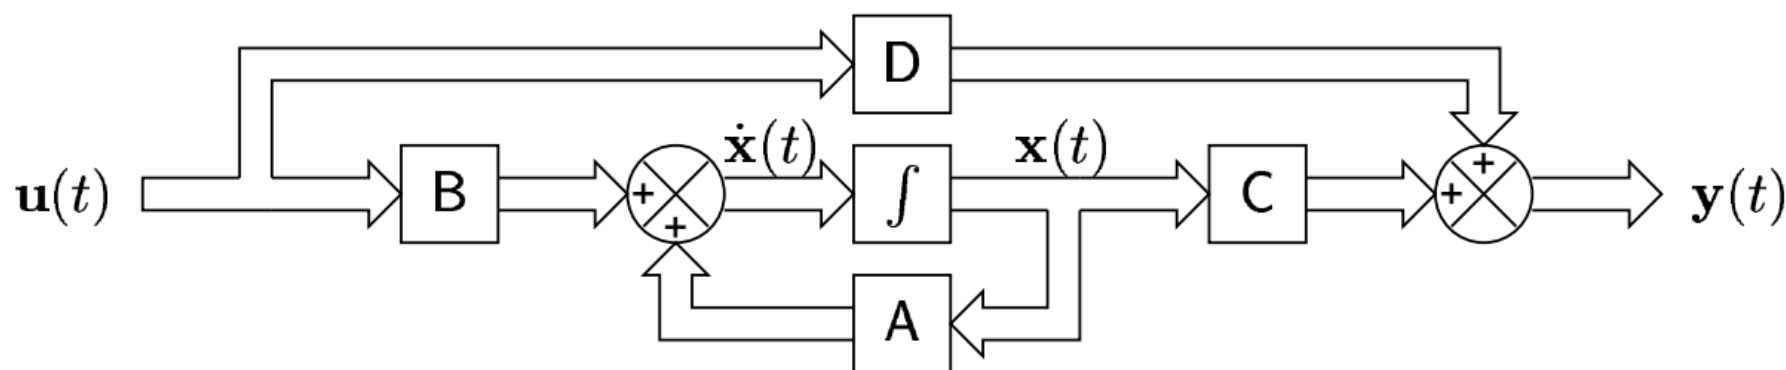 D
ẋ(t) x(t)
u(t) B + + ∫ C + + y(t)
A